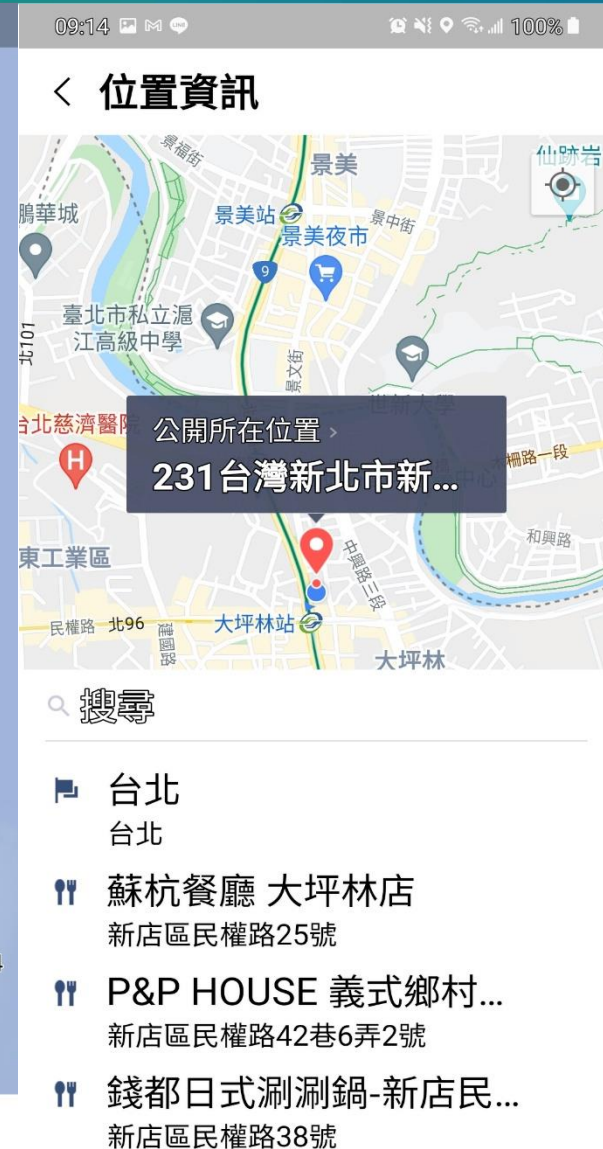 09:14
100%
位置資訊
景福街
景美
仙跡岩
鵬華城
景美站
景中街
景美夜市
9
臺北市私立滬
江高級中學
北101
景文街
世新大學
台北慈濟醫院
H
公開所在位置 >
231台灣新北市新...
木柵路一段
中心
和興路
東工業區
中興路三段
民權路
北96
建國路
大坪林站
大坪林
搜尋
台北
台北
蘇杭餐廳 大坪林店
新店區民權路25號
P&P HOUSE 義式鄉村...
新店區民權路42巷6弄2號
錢都日式涮涮鍋-新店民...
新店區民權路38號